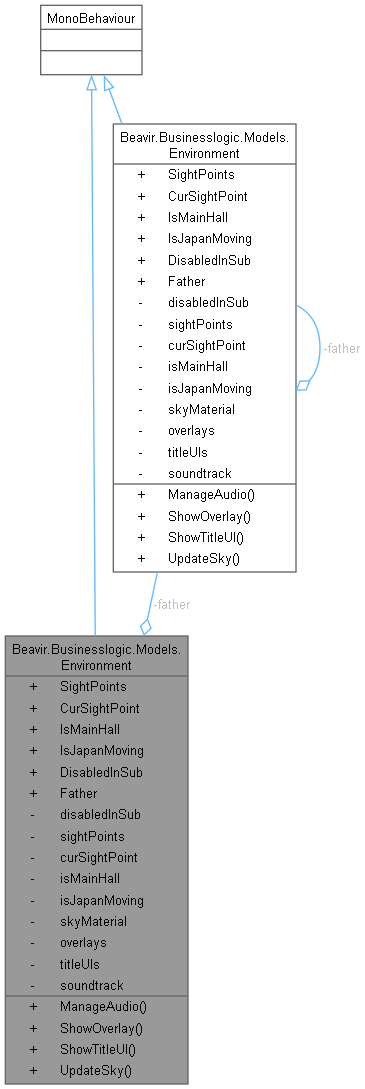 MonoBehaviour
Beavir.Businesslogic.Models.
Environment
+ SightPoints
+ CurSightPoint
+ IsMainHall
+ IsJapanMoving
+ DisabledInSub
+ Father
- disabledInSub
- sightPoints
- curSightPoint
- isMainHall
- isJapanMoving
- skyMaterial
- overlays
- titleUIs
- soundtrack
+ ManageAudio()
+ ShowOverlay()
+ ShowTitleUI()
+ UpdateSky()
-father
-father
Beavir.Businesslogic.Models.
Environment
+ SightPoints
+ CurSightPoint
+ IsMainHall
+ IsJapanMoving
+ DisabledInSub
+ Father
- disabledInSub
- sightPoints
- curSightPoint
- isMainHall
- isJapanMoving
- skyMaterial
- overlays
- titleUIs
- soundtrack
+ ManageAudio()
+ ShowOverlay()
+ ShowTitleUI()
+ UpdateSky()